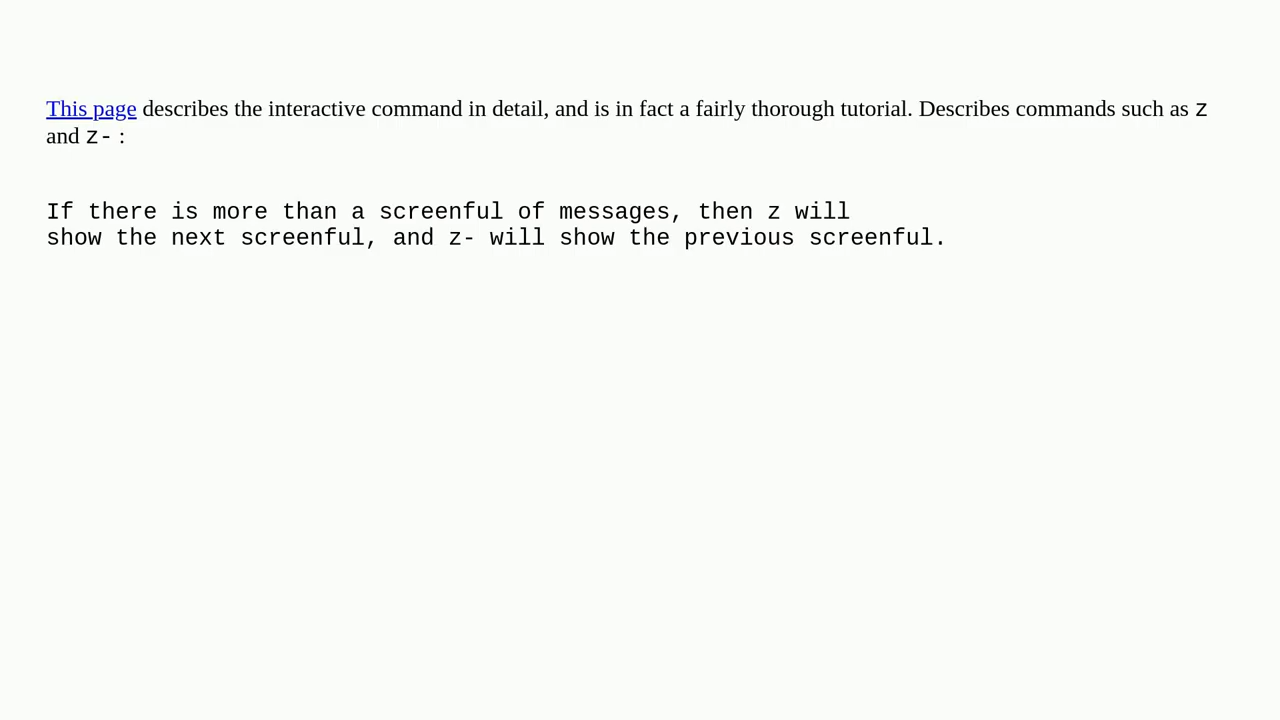 This page describes the interactive command in detail, and is in fact a fairly thorough tutorial. Describes commands such as z
and z- :
If there is more than a screenful of messages, then z will
show the next screenful, and z- will show the previous screenful.